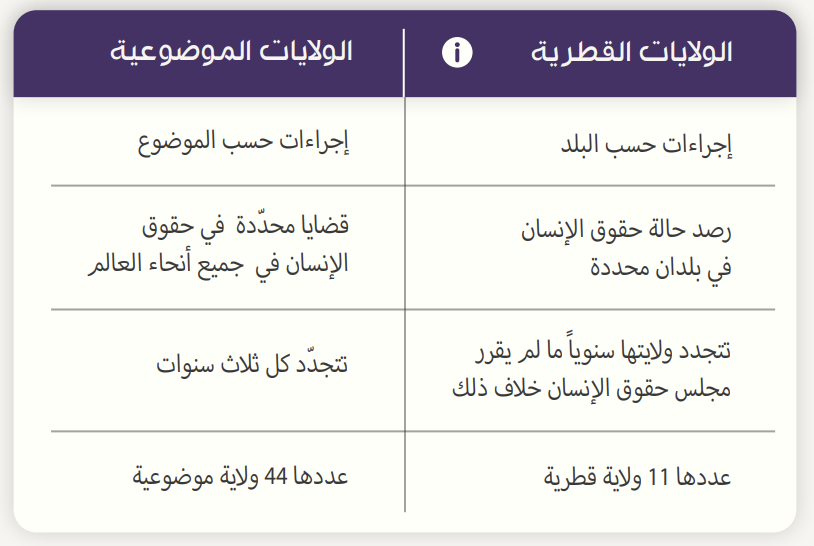 الولايات القطرية
الولايات الموضوعية
إجراءات حسب البلد
إجراءات حسب الموضوع
رصد حالة حقوق الإنسان
في بلدان محددة
قضايا محدّدة في حقوق
الإنسان في جميع أنحاء العالم
تتجدد ولايتها سنوياً ما لم يقرر
مجلس حقوق الإنسان خلاف ذلك
تتجدّد كل ثلاث سنوات
عددها 11 ولاية قطرية
عددها 44 ولاية موضوعية